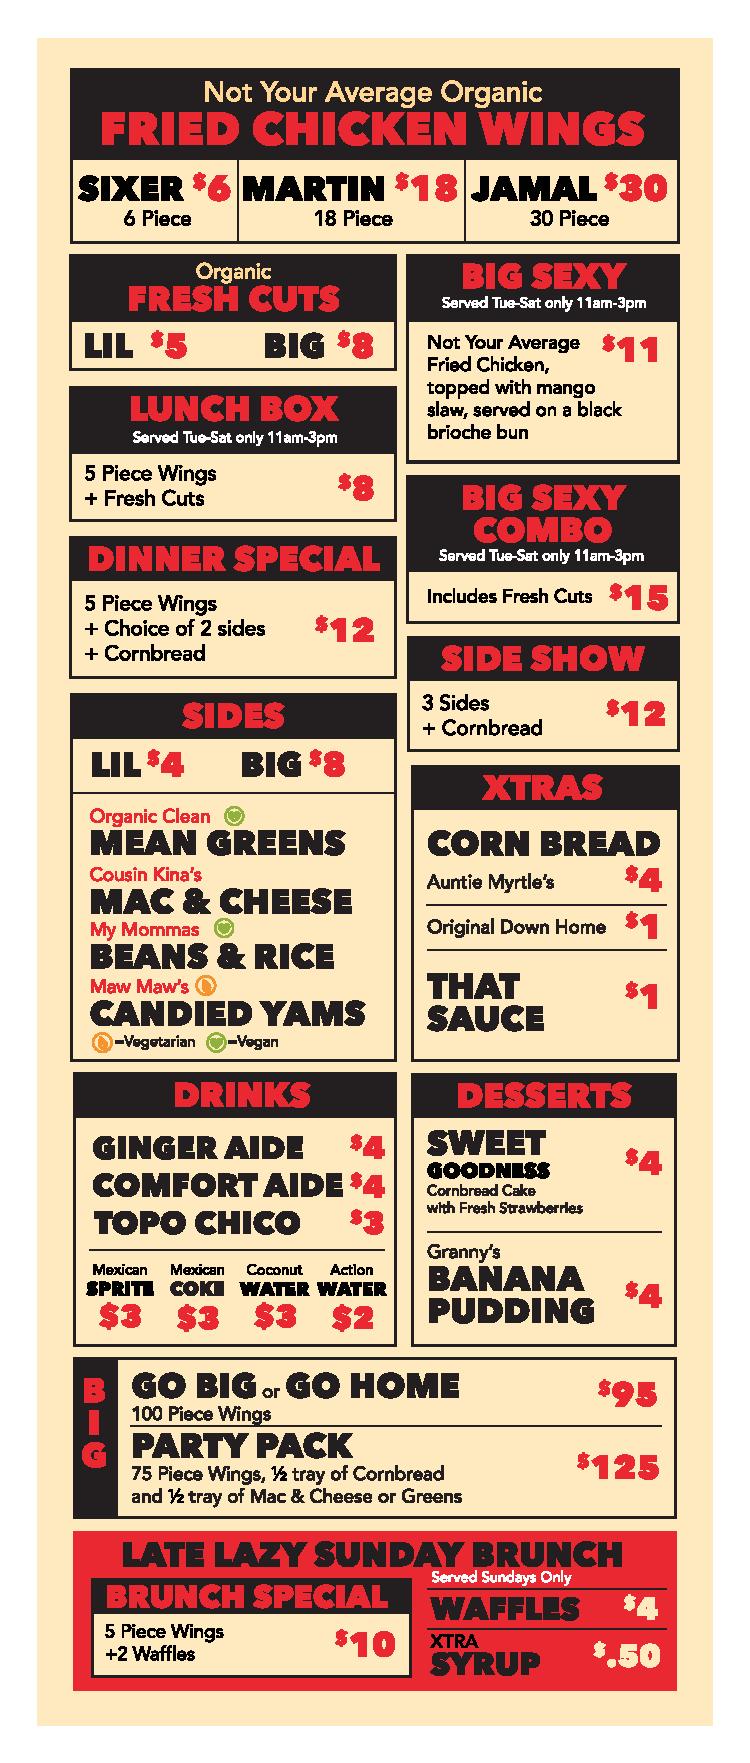 Not Your Average Organic
FRIED CHICKEN WINGS
SIXER $6
6 Piece
MARTIN $18
18 Piece
JAMAL $30
30 Piece
Organic
FRESH CUTS
LIL $5 BIG $8
LUNCH BOX
Served Tue-Sat only 11am-3pm
5 Piece Wings
+ Fresh Cuts
$8
DINNER SPECIAL
5 Piece Wings
+ Choice of 2 sides
+ Cornbread
$12
SIDES
LIL $4 BIG $8
Organic Clean
MEAN GREENS
Cousin Kina's
MAC & CHEESE
My Mommas
BEANS & RICE
Maw Maw's
CANDIED YAMS
=Vegetarian =Vegan
BIG SEXY
Served Tue-Sat only 11am-3pm
Not Your Average
Fried Chicken,
topped with mango
slaw, served on a black
brioche bun
$11
BIG SEXY
COMBO
Served Tue-Sat only 11am-3pm
Includes Fresh Cuts $15
SIDE SHOW
3 Sides
+ Cornbread
$12
XTRAS
CORN BREAD
Auntie Myrtle's $4
Original Down Home $1
THAT
SAUCE
$1
DRINKS
GINGER AIDE $4
COMFORT AIDE $4
TOPO CHICO $3
Mexican
SPRITE
$3
Mexican
COKE
$3
Coconut
WATER
$3
Action
WATER
$2
DESSERTS
SWEET
GOODNESS
Cornbread Cake
with Fresh Strawberries
$4
Granny's
BANANA
PUDDING
$4
BIG
GO BIG or GO HOME
100 Piece Wings
$95
PARTY PACK
75 Piece Wings, ½ tray of Cornbread
and ½ tray of Mac & Cheese or Greens
$125
LATE LAZY SUNDAY BRUNCH
Served Sundays Only
BRUNCH SPECIAL
5 Piece Wings
+2 Waffles
$10
WAFFLES $4
XTRA
SYRUP $.50